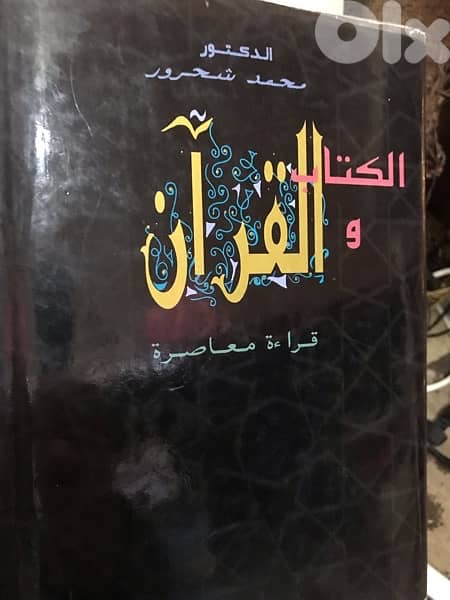 OLX
الدكتور
محمد شحرور
الكتاب
و
القرآن
قراءة معاصرة